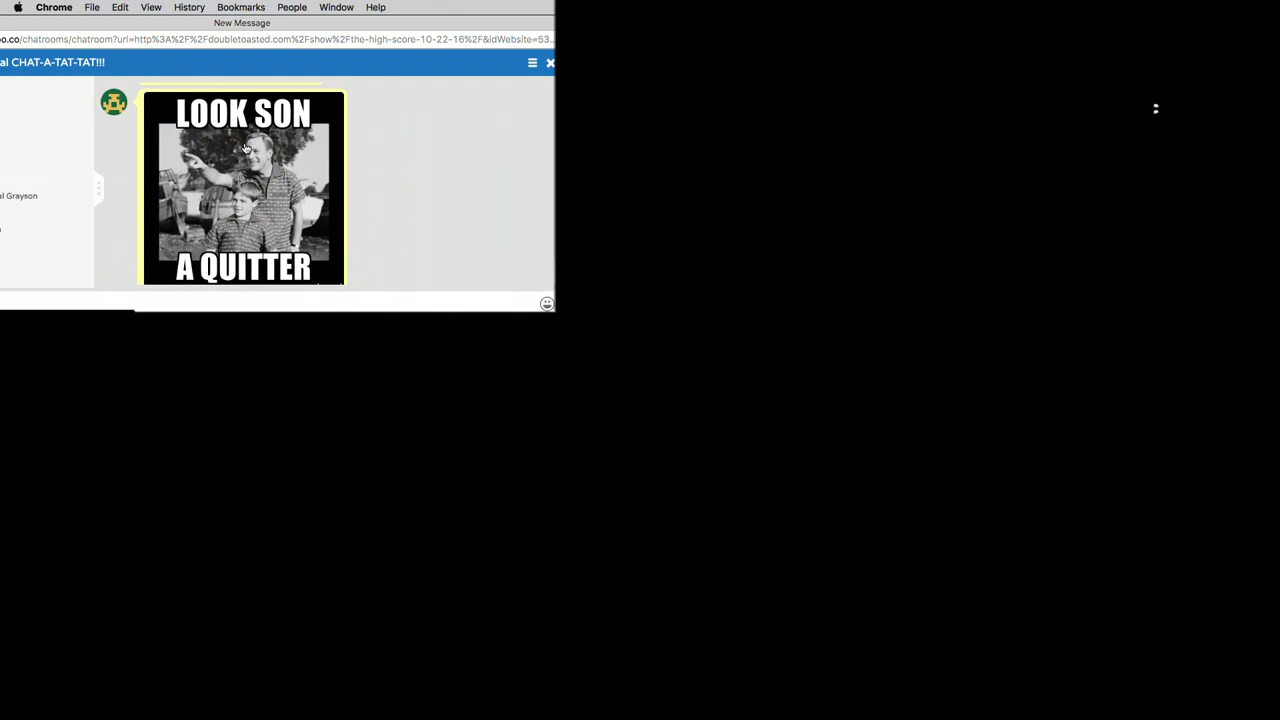 Chrome File Edit View History Bookmarks People Window Help
New Message
oo.co/chatrooms/chatroom?url=http%3A%2F%2Fdoubletoasted.com%2Fshow%2Fthe-high-score-10-22-16%2F&idWebsite=53...
al CHAT-A-TAT-TAT!!!
LOOK SON
al Grayson
A QUITTER